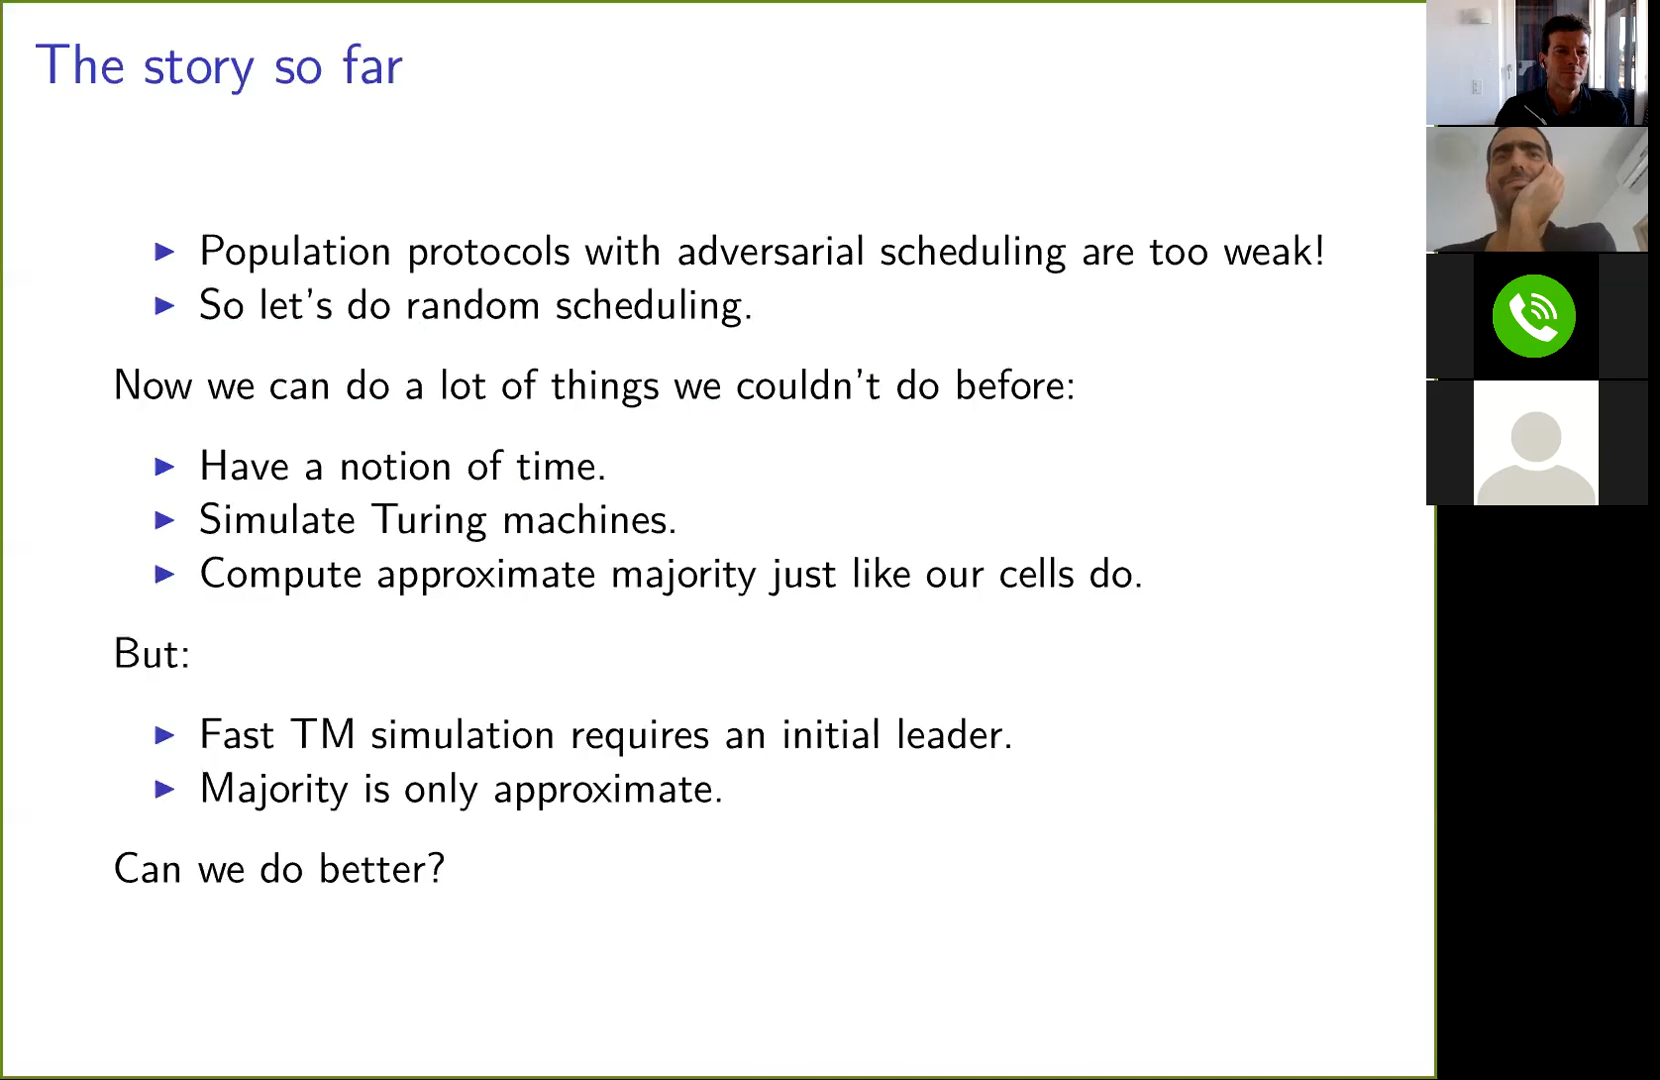 The story so far
▶ Population protocols with adversarial scheduling are too weak!
▶ So let's do random scheduling.
Now we can do a lot of things we couldn't do before:
▶ Have a notion of time.
▶ Simulate Turing machines.
▶ Compute approximate majority just like our cells do.
But:
▶ Fast TM simulation requires an initial leader.
▶ Majority is only approximate.
Can we do better?